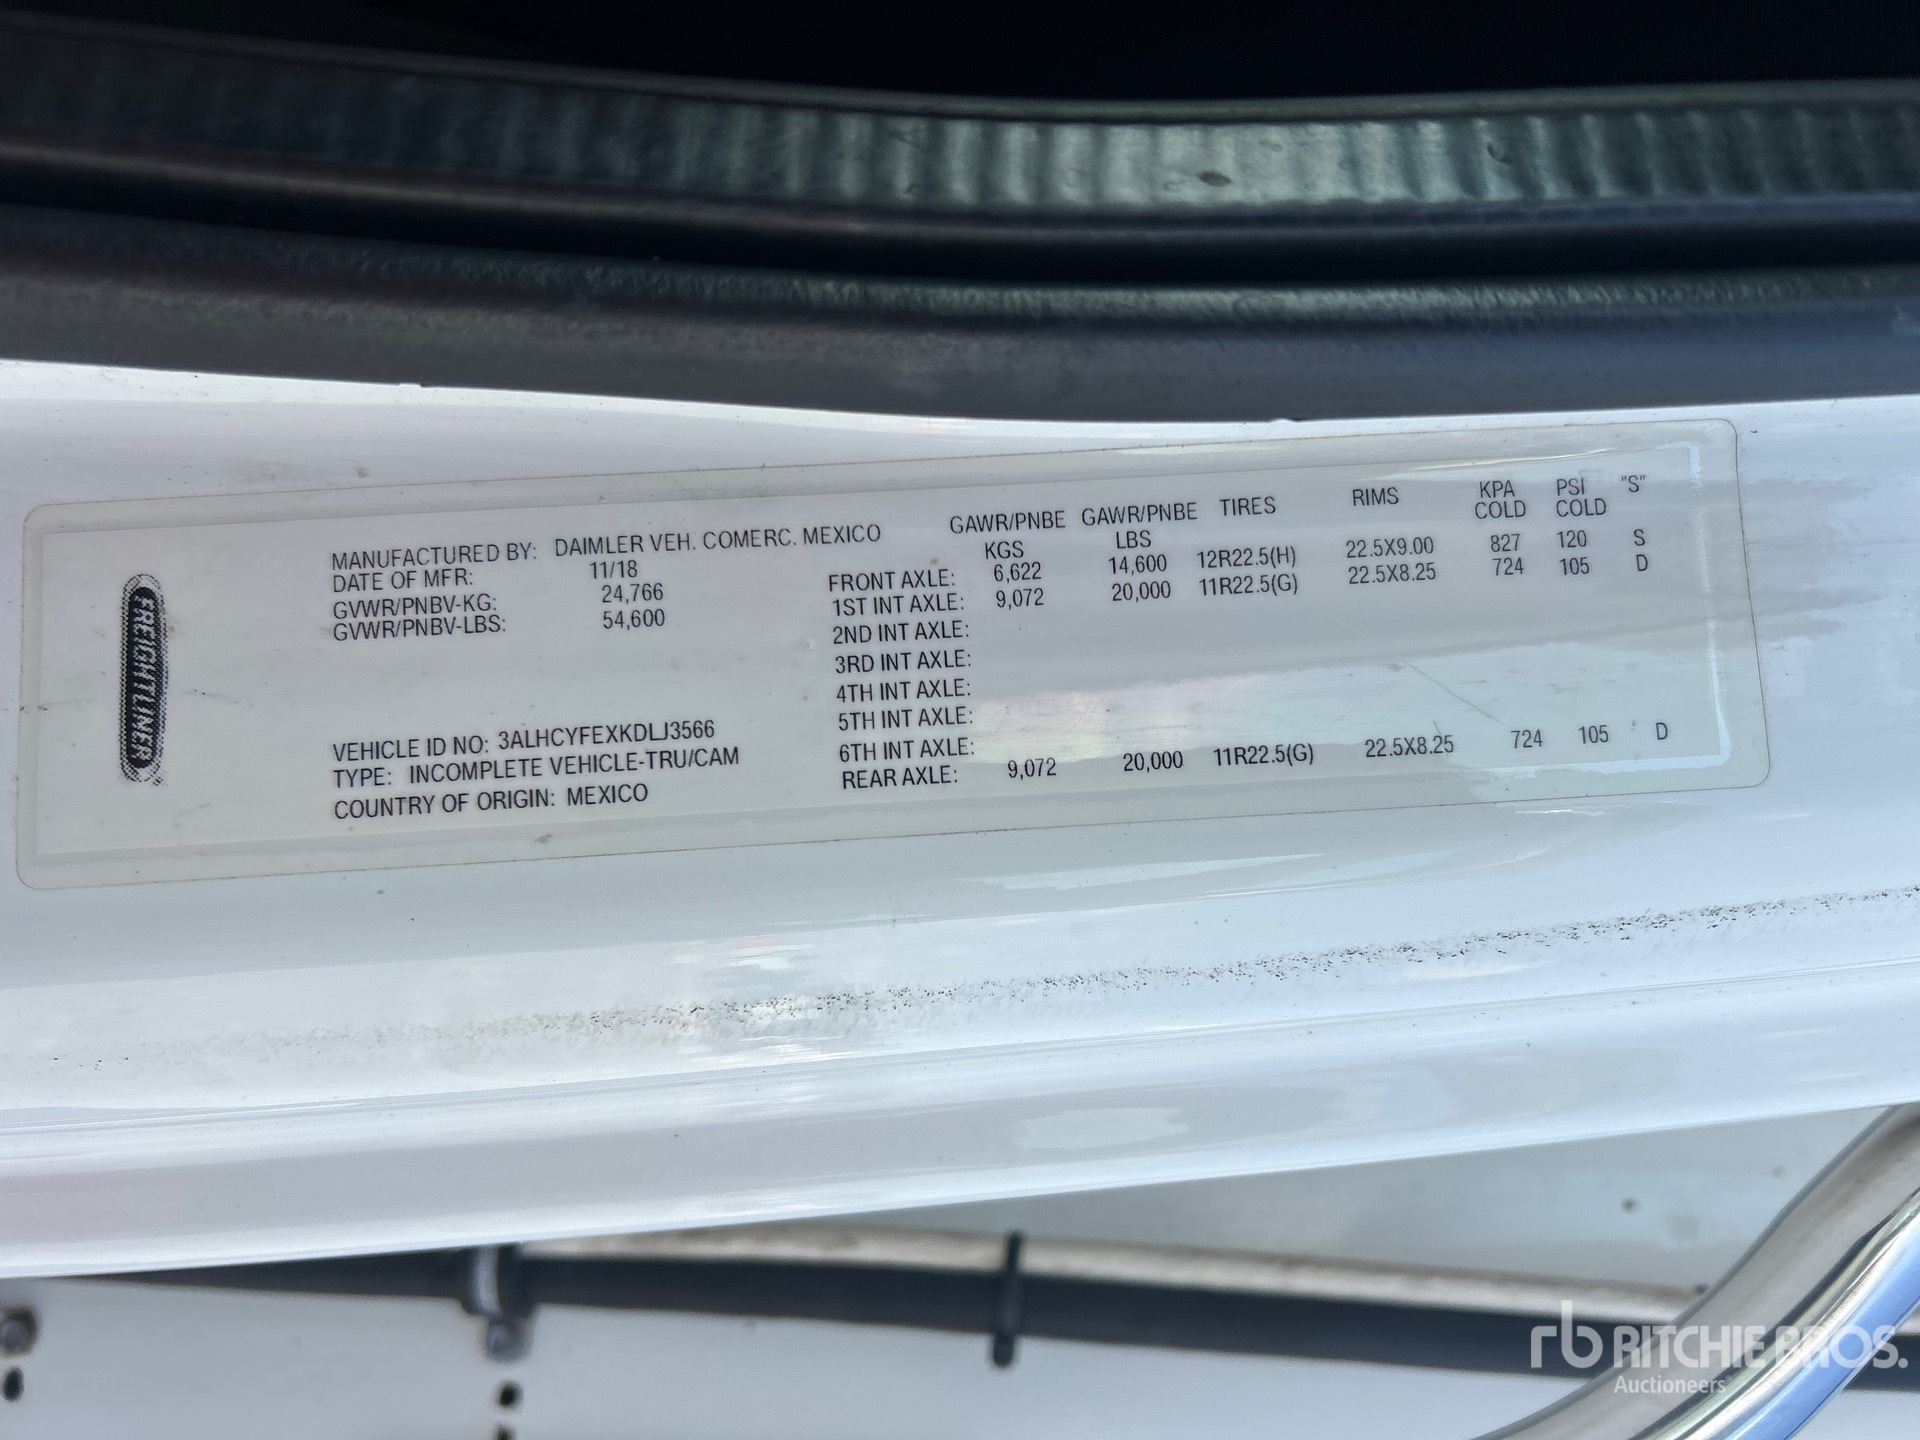 FREIGHTLINER
MANUFACTURED BY: DAIMLER VEH. COMERC. MEXICO
DATE OF MFR: 11/18
GVWR/PNBV-KG: 24,766
GVWR/PNBV-LBS: 54,600
VEHICLE ID NO: 3ALHCYFEXKDLJ3566
TYPE: INCOMPLETE VEHICLE-TRU/CAM
COUNTRY OF ORIGIN: MEXICO
GAWR/PNBE GAWR/PNBE TIRES RIMS KPA PSI "S"
KGS LBS COLD COLD
FRONT AXLE: 6,622 14,600 12R22.5(H) 22.5X9.00 827 120 S
1ST INT AXLE: 9,072 20,000 11R22.5(G) 22.5X8.25 724 105 D
2ND INT AXLE:
3RD INT AXLE:
4TH INT AXLE:
5TH INT AXLE:
6TH INT AXLE:
REAR AXLE: 9,072 20,000 11R22.5(G) 22.5X8.25 724 105 D
rb RITCHIE BROS.
Auctioneers